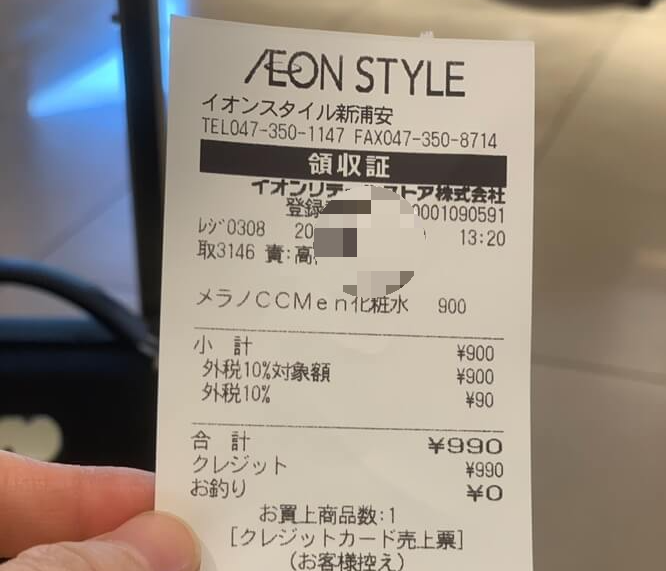 ÆON STYLE
イオンスタイル新浦安
TEL047-350-1147 FAX047-350-8714
領収証
イオンリテールストア株式会社
登録 0001090591
ﾚｼﾞ0308 20 13:20
取3146 責:高
メラノCCMen化粧水 900
小 計 ¥900
外税10%対象額 ¥900
外税10% ¥90
合 計 ¥990
クレジット ¥990
お釣り ¥0
お買上商品数:1
[クレジットカード売上票]
(お客様控え)